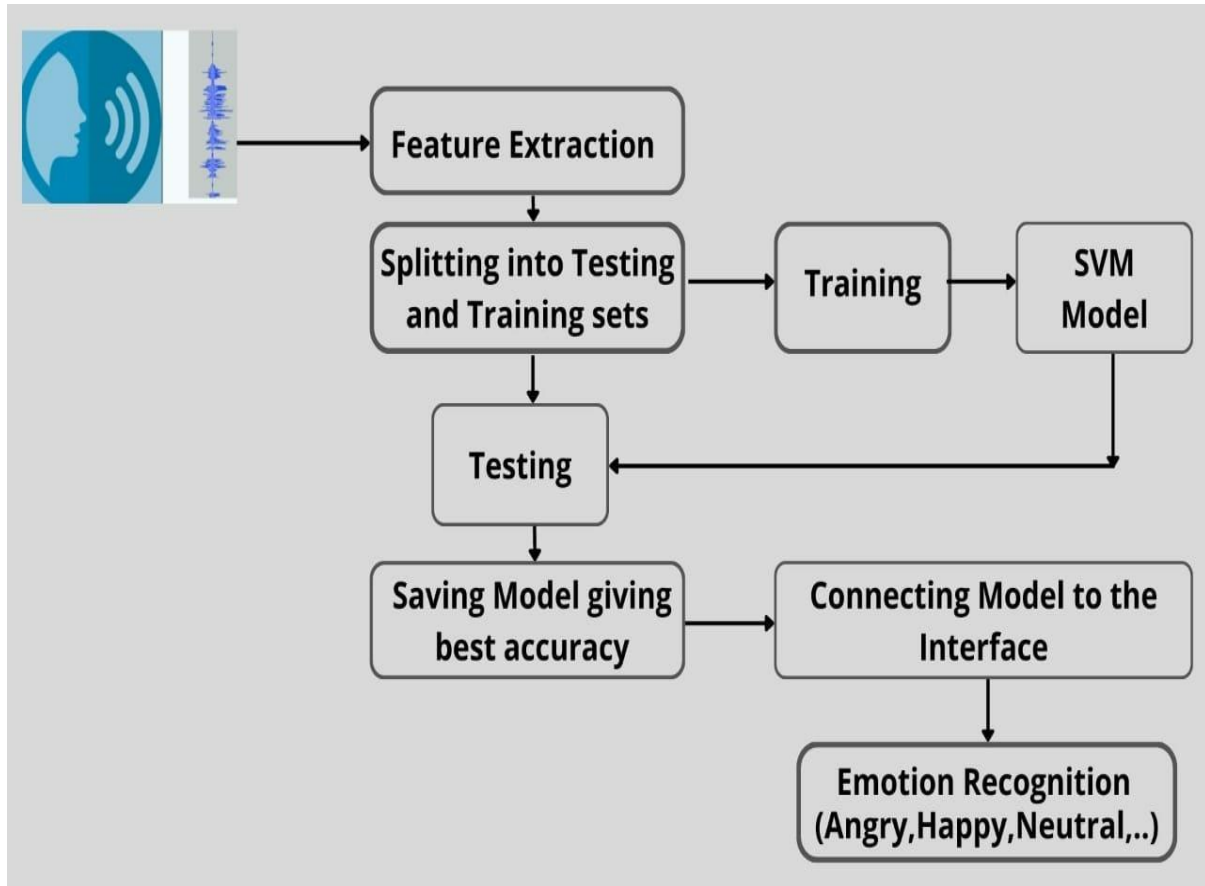 Feature Extraction
Splitting into Testing
and Training sets
Training
SVM
Model
Testing
Saving Model giving
best accuracy
Connecting Model to the
Interface
Emotion Recognition
(Angry,Happy,Neutral,..)